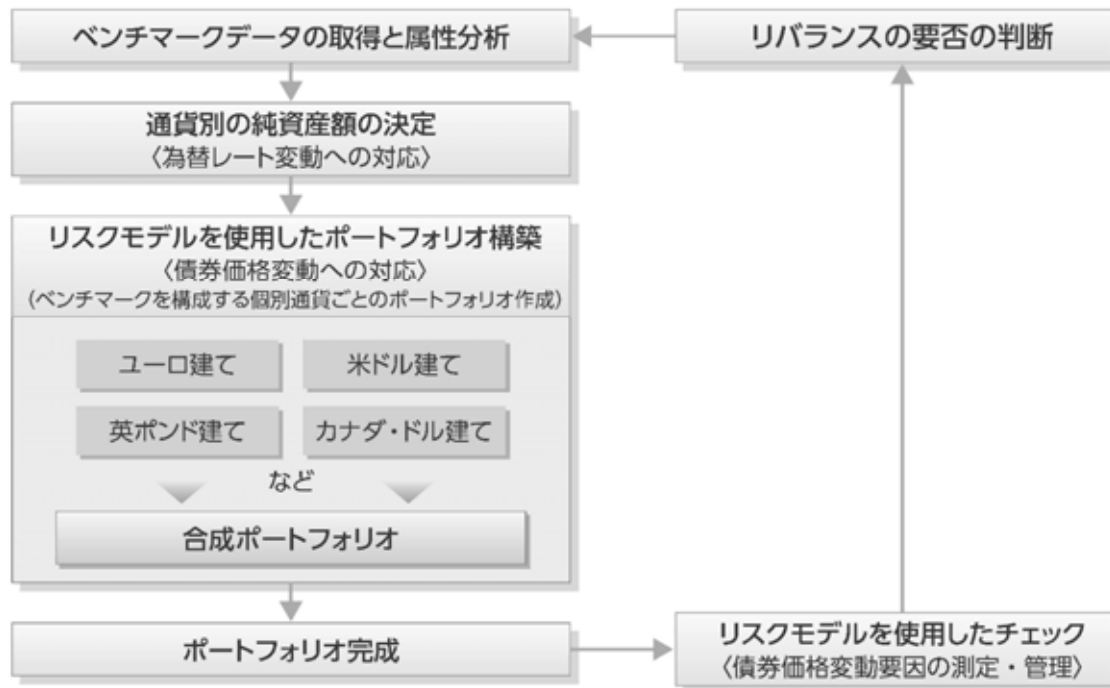 ベンチマークデータの取得と属性分析
リバランスの要否の判断
通貨別の純資産額の決定
〈為替レート変動への対応〉
リスクモデルを使用したポートフォリオ構築
〈債券価格変動への対応〉
(ベンチマークを構成する個別通貨ごとのポートフォリオ作成)
ユーロ建て
米ドル建て
英ポンド建て
カナダ・ドル建て
など
合成ポートフォリオ
ポートフォリオ完成
リスクモデルを使用したチェック
〈債券価格変動要因の測定・管理〉